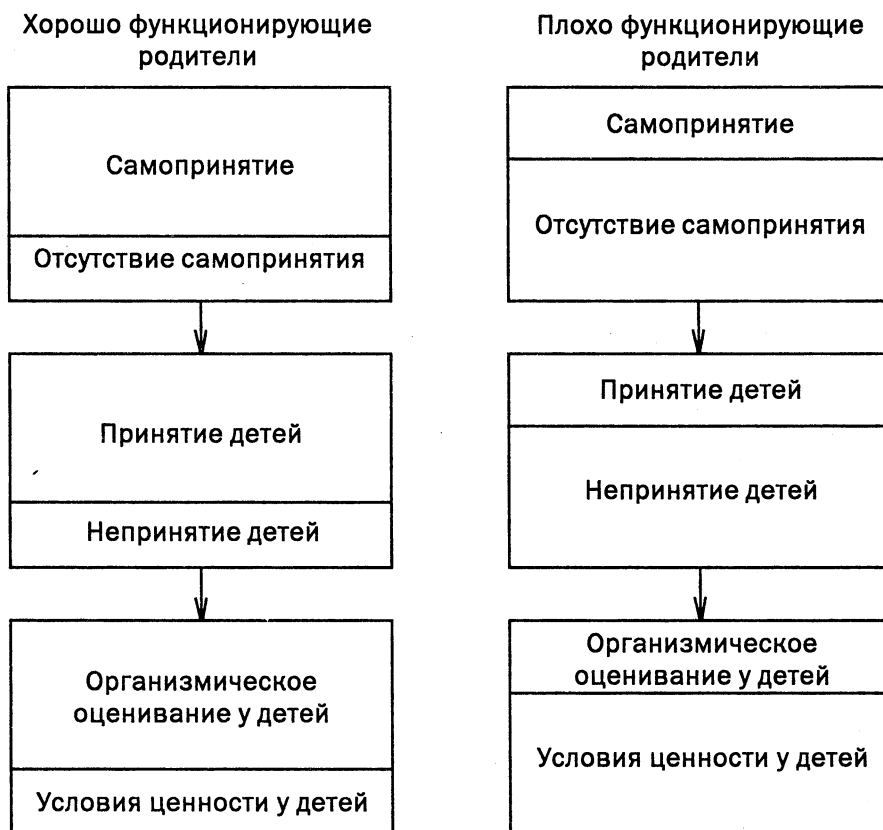 Хорошо функционирующие
родители
Самопринятие
Отсутствие самопринятия
Принятие детей
Непринятие детей
Организмическое
оценивание у детей
Условия ценности у детей
Плохо функционирующие
родители
Самопринятие
Отсутствие самопринятия
Принятие детей
Непринятие детей
Организмическое
оценивание у детей
Условия ценности у детей